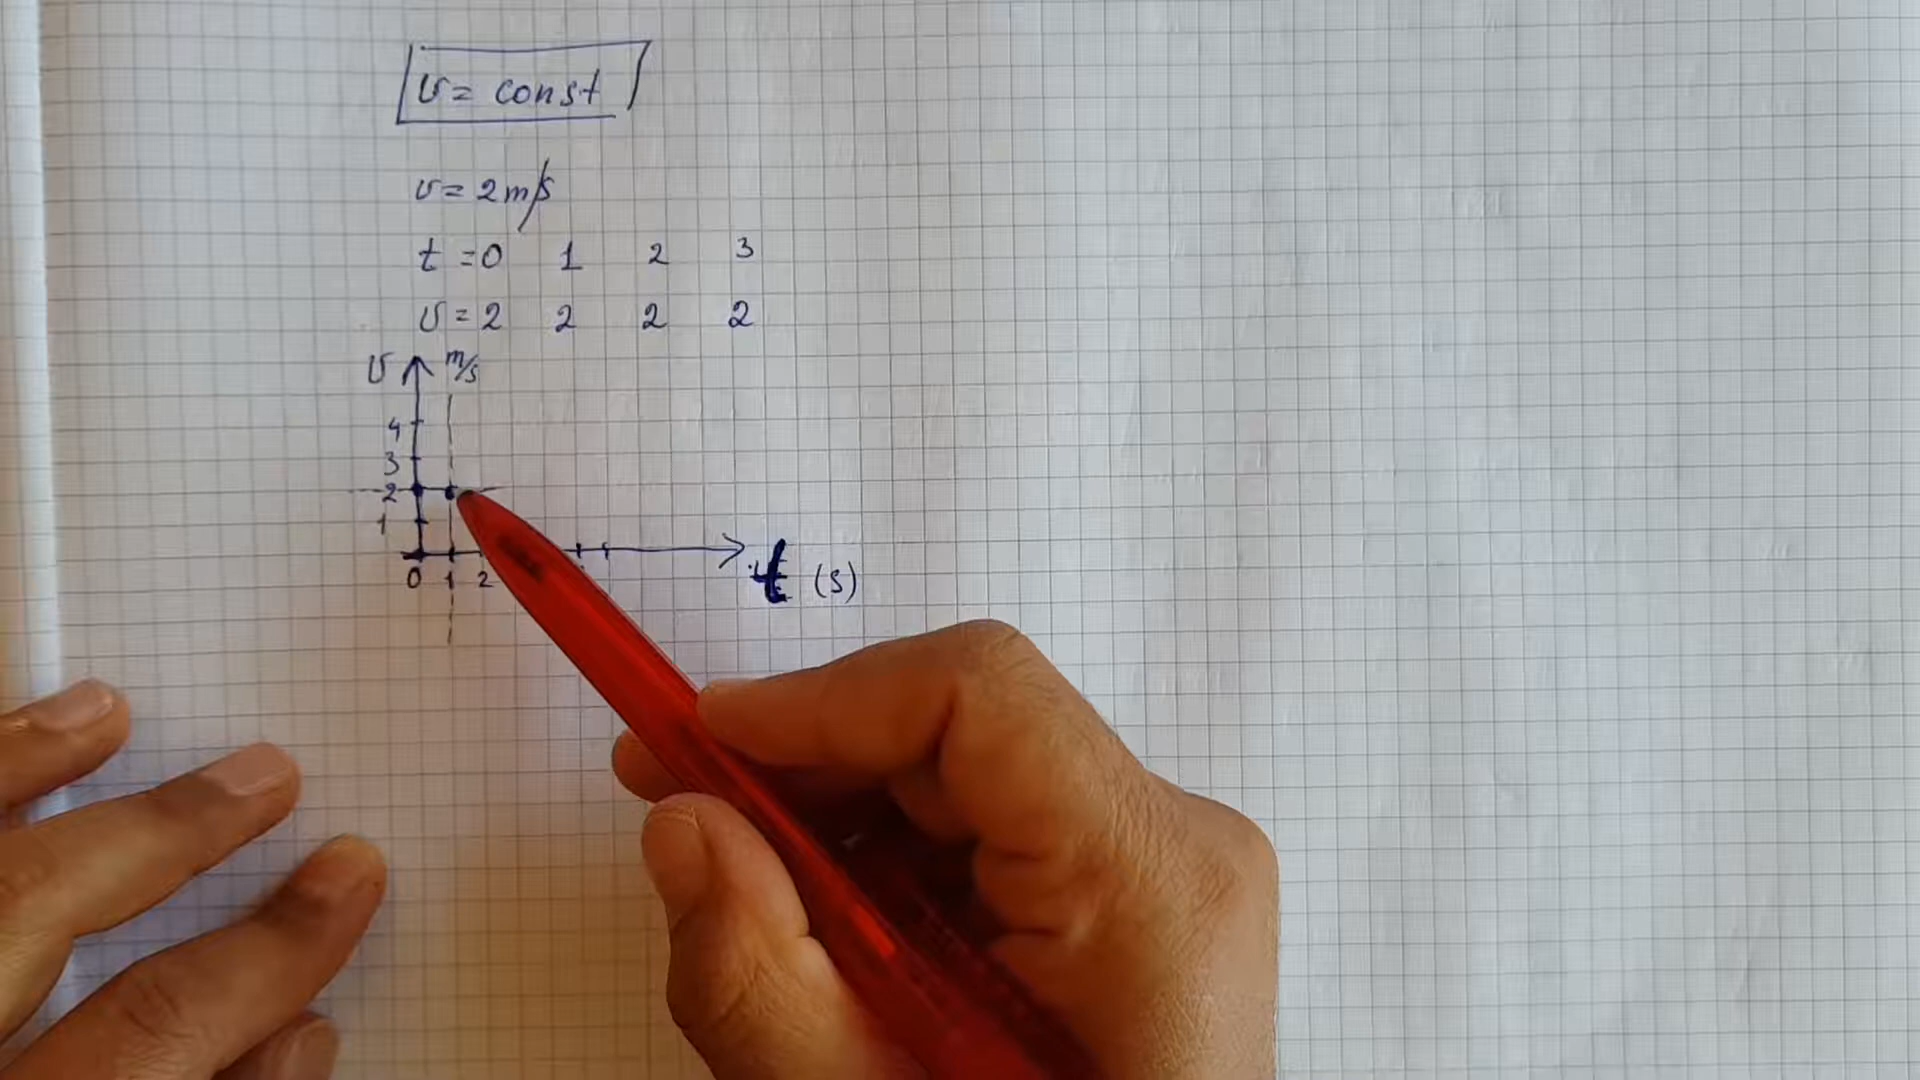 v = const
v = 2 m/s
t = 0 1 2 3
v = 2 2 2 2
v m/s
4
3
2
1
t (s)
0 1 2